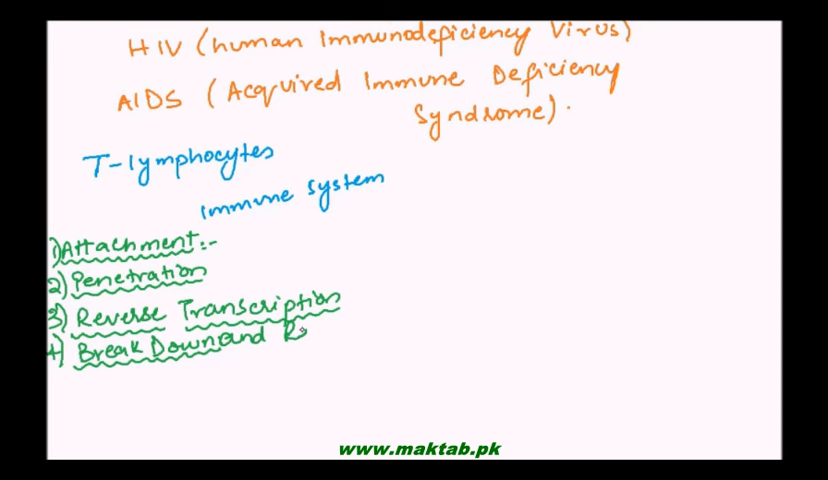 HIV (human Immunodeficiency Virus)
AIDS (Acquired Immune Deficiency
Syndrome).
T-lymphocytes
immune system
1) Attachment:-
2) Penetration
3) Reverse Transcription
4) Break Down and R
www.maktab.pk